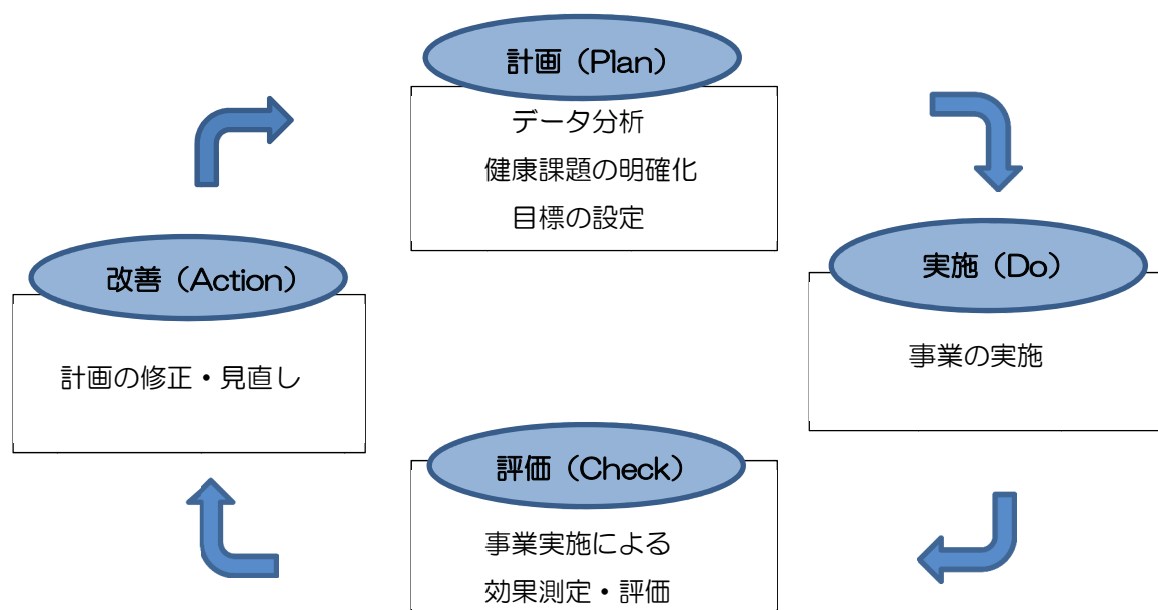 計画（Plan）
データ分析
健康課題の明確化
目標の設定
実施（Do）
事業の実施
評価（Check）
事業実施による
効果測定・評価
改善（Action）
計画の修正・見直し